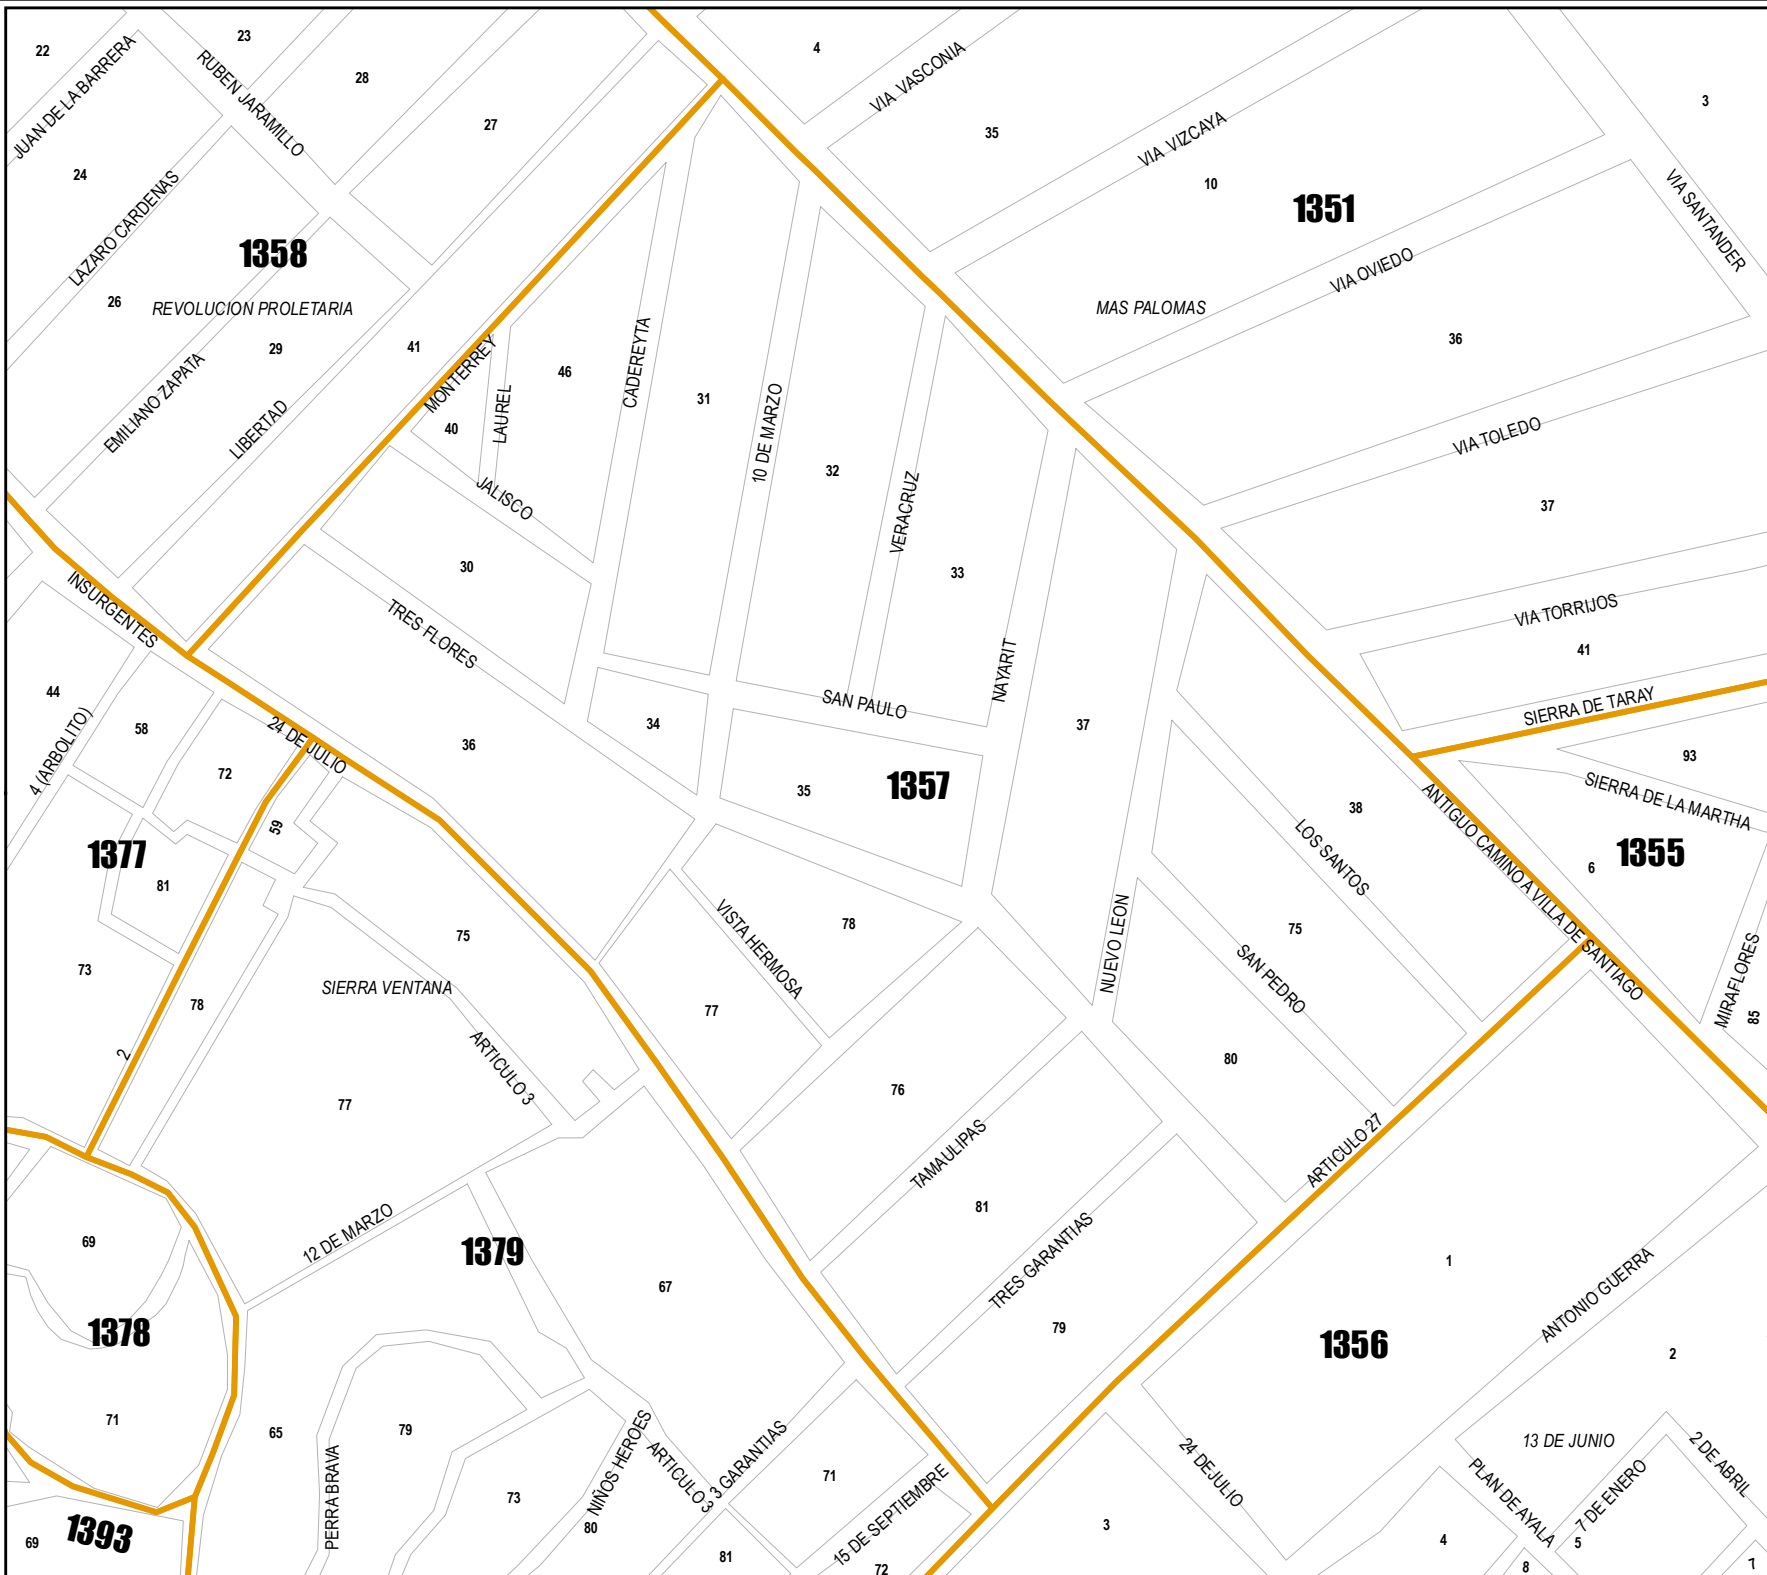 22
23
4
JUAN DE LA BARRERA
RUBEN JARAMILLO
28
VIA VASCONIA
3
27
35
VIA VIZCAYA
24
10
1351
LAZARO CARDENAS
VIA SANTANDER
1358
VIA OVIEDO
26
REVOLUCION PROLETARIA
MAS PALOMAS
29
41
36
MONTERREY
46
CADEREYTA
31
EMILIANO ZAPATA
LIBERTAD
40
LAUREL
10 DE MARZO
VIA TOLEDO
32
JALISCO
VERACRUZ
37
30
33
INSURGENTES
TRES FLORES
VIA TORRIJOS
41
NAYARIT
44
4 (ARBOLITO)
SAN PAULO
SIERRA DE TARAY
58
24 DE JULIO
36
34
37
93
72
35
1357
SIERRA DE LA MARTHA
38
ANTIGUO CAMINO A VILLA DE SANTIAGO
59
LOS SANTOS
1377
6
1355
81
VISTA HERMOSA
78
75
75
NUEVO LEON
SAN PEDRO
73
SIERRA VENTANA
MIRAFLORES
78
77
85
2
ARTICULO 3
80
76
77
ARTICULO 27
TAMAULIPAS
81
12 DE MARZO
69
1379
TRES GARANTIAS
67
1
ANTONIO GUERRA
1378
79
1356
2
71
65
79
NIÑOS HEROES
ARTICULO 3
3 GARANTIAS
13 DE JUNIO
2 DE ABRIL
PERRA BRAVA
71
24 DE JULIO
PLAN DE AYALA
7 DE ENERO
73
15 DE SEPTIEMBRE
1393
80
3
69
4
5
81
72
8
7